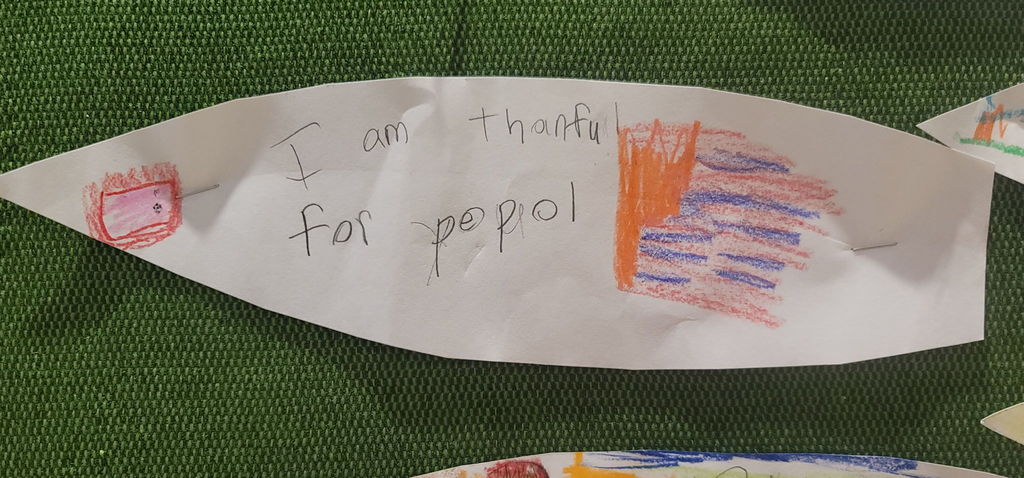 I am thanful
for pepol